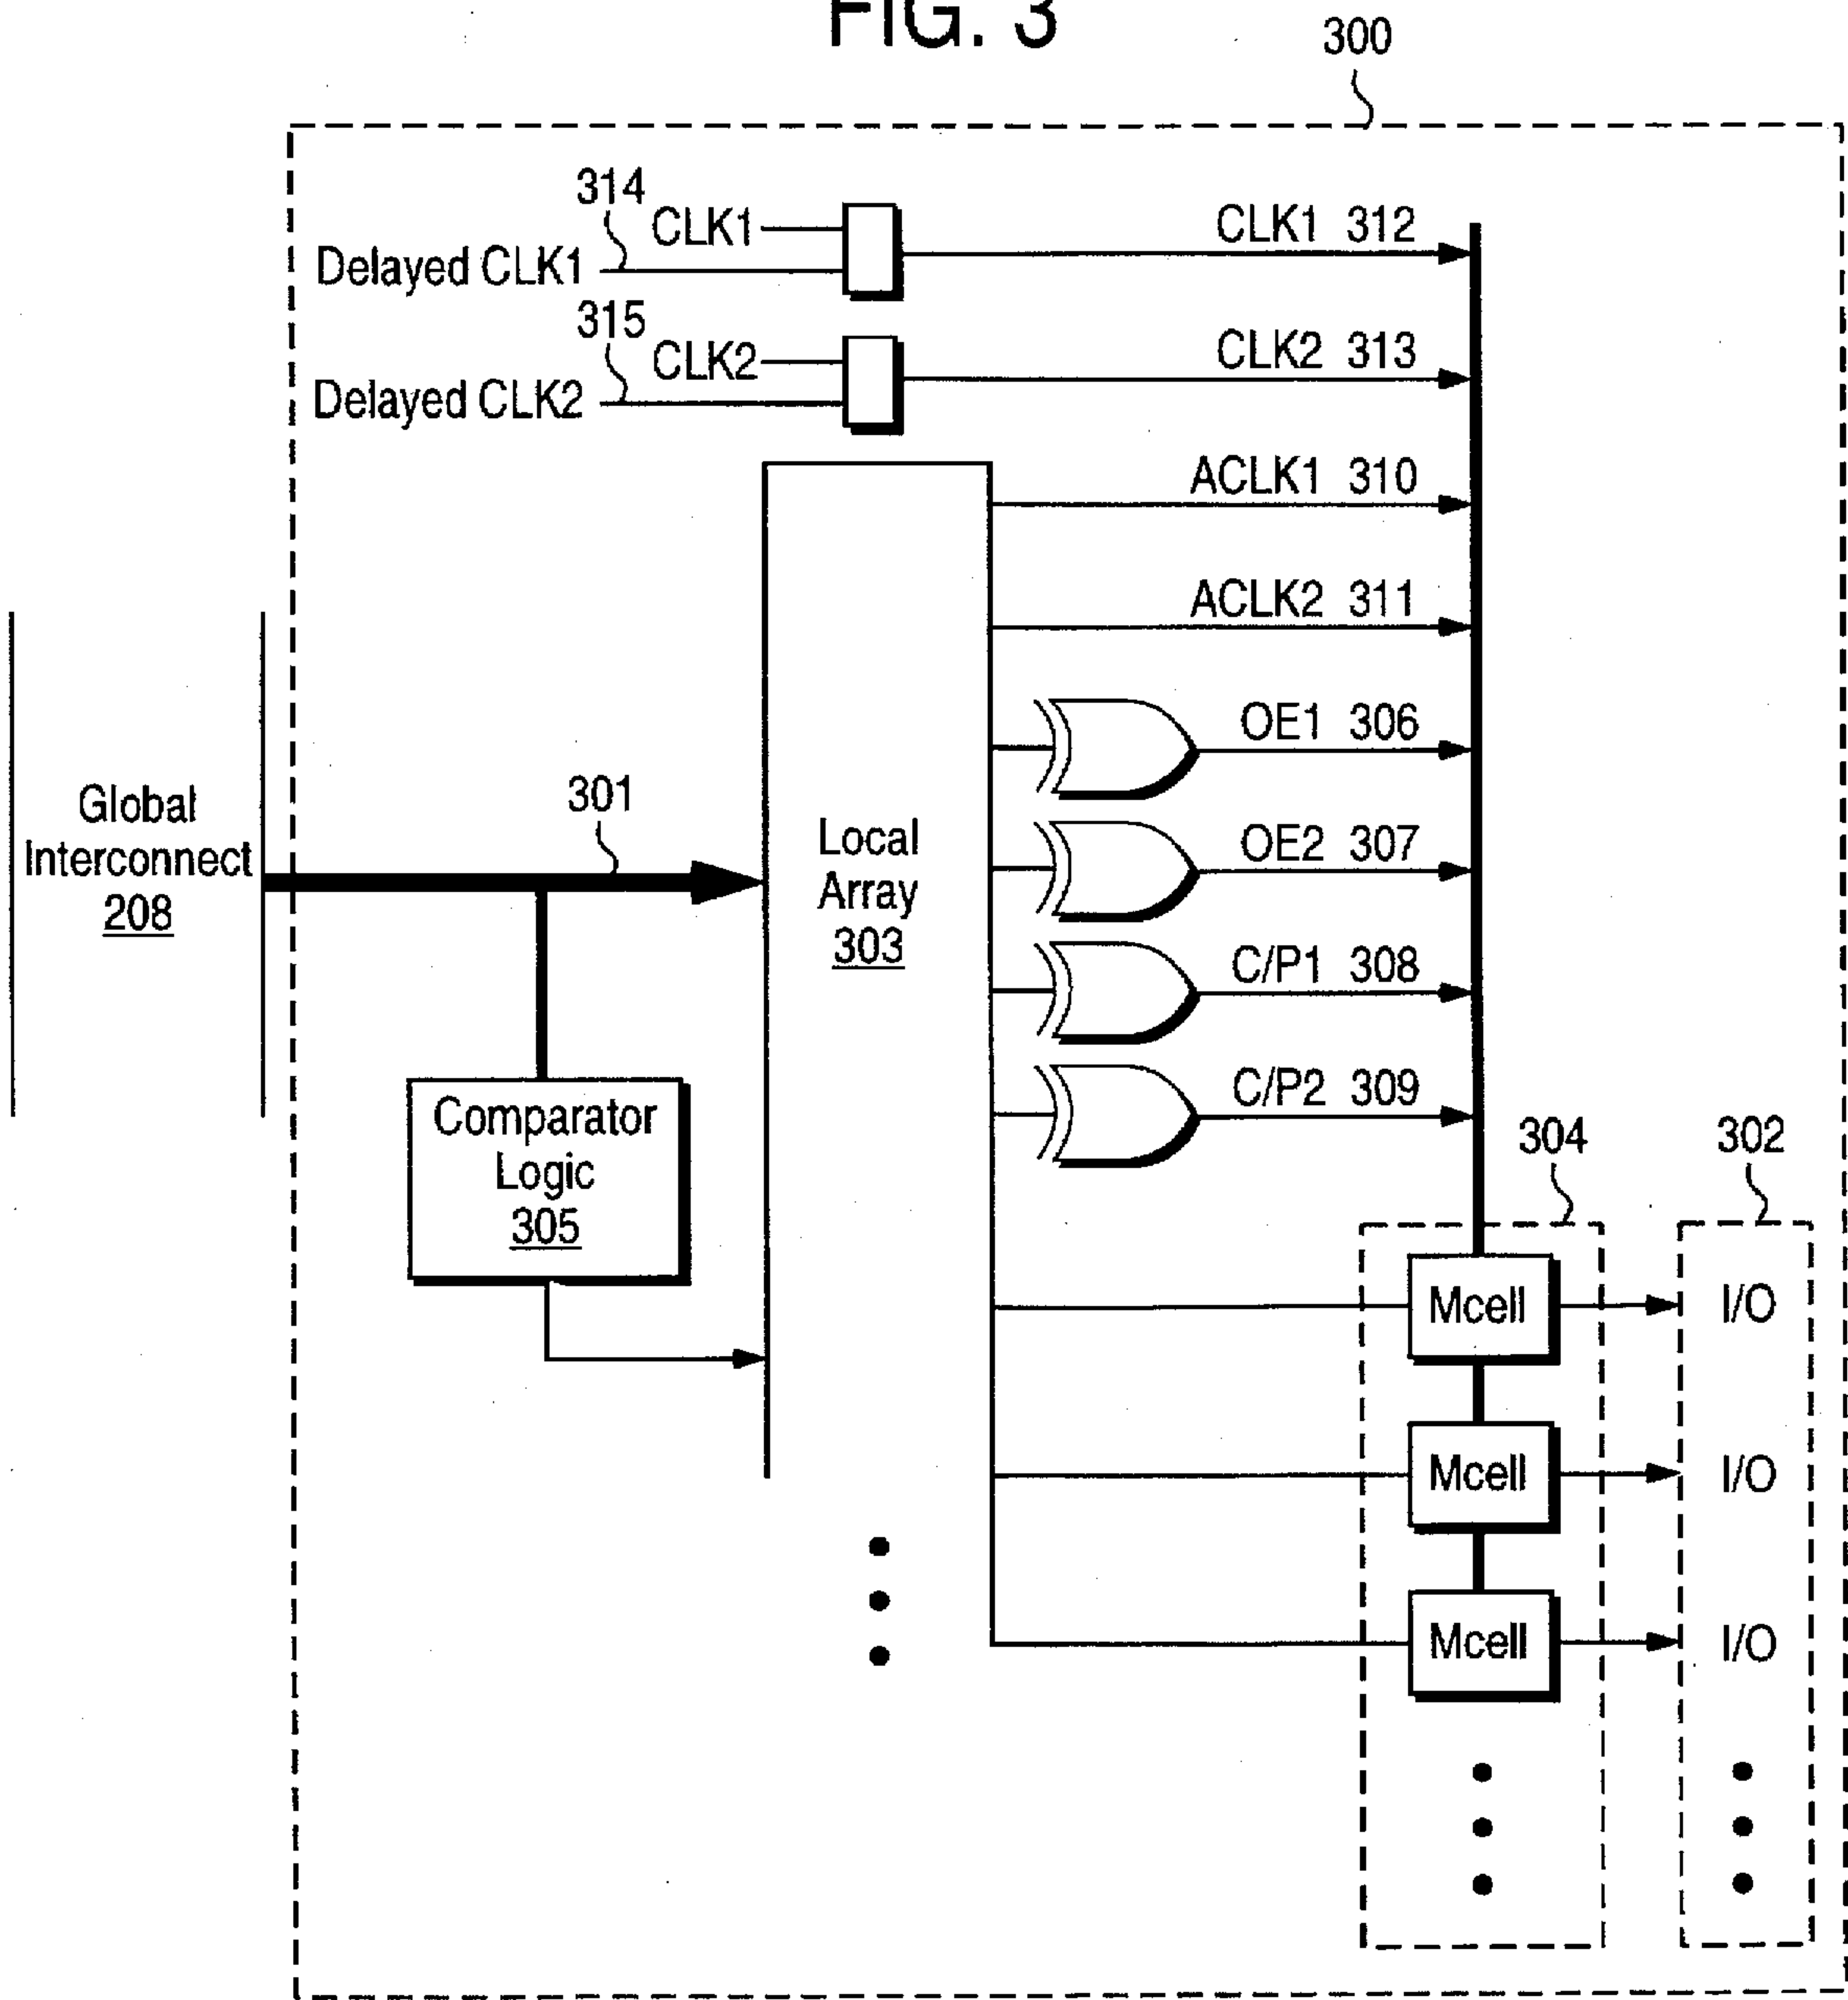 FIG. 3
300
314
CLK1
Delayed CLK1
CLK1 312
315
CLK2
Delayed CLK2
CLK2 313
ACLK1 310
ACLK2 311
OE1 306
OE2 307
C/P1 308
C/P2 309
Global
Interconnect
208
301
Local
Array
303
Comparator
Logic
305
304
302
Mcell
I/O
Mcell
I/O
Mcell
I/O